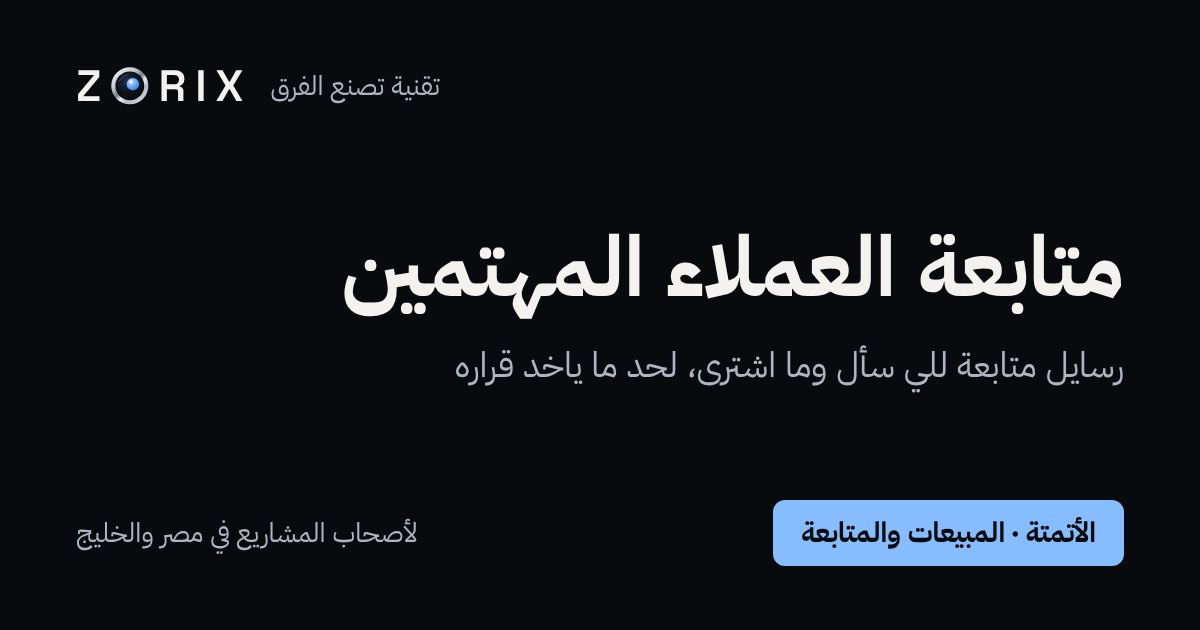 ZORIX تقنية تصنع الفرق
متابعة العملاء المهتمين
رسايل متابعة للي سأل وما اشترى، لحد ما ياخد قراره
الأتمتة · المبيعات والمتابعة
لأصحاب المشاريع في مصر والخليج